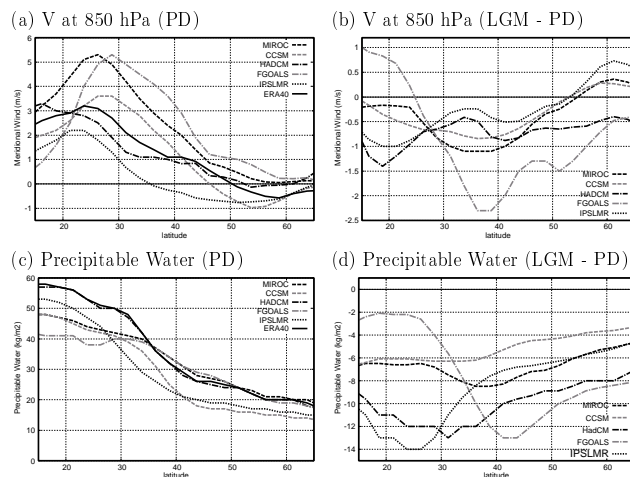 (a) V at 850 hPa (PD)
6
5
4
3
2
1
0
-1
20
30
40
50
60
latitude
Meridional Wind (m/s)
MIROC
CCSM
HADCM
FGOALS
IPSLMR
ERA40
(b) V at 850 hPa (LGM - PD)
1
0.5
0
-0.5
-1
-1.5
-2
-2.5
20
30
40
50
60
latitude
Meridional Wind (m/s)
MIROC
CCSM
HADCM
FGOALS
IPSLMR
(c) Precipitable Water (PD)
60
50
40
30
20
10
0
20
30
40
50
60
latitude
Precipitable Water (kg/m2)
MIROC
CCSM
HADCM
FGOALS
IPSLMR
ERA40
(d) Precipitable Water (LGM - PD)
0
-2
-4
-6
-8
-10
-12
-14
20
30
40
50
60
latitude
Precipitable Water (kg/m2)
MIROC
CCSM
HadCM
FGOALS
IPSLMR